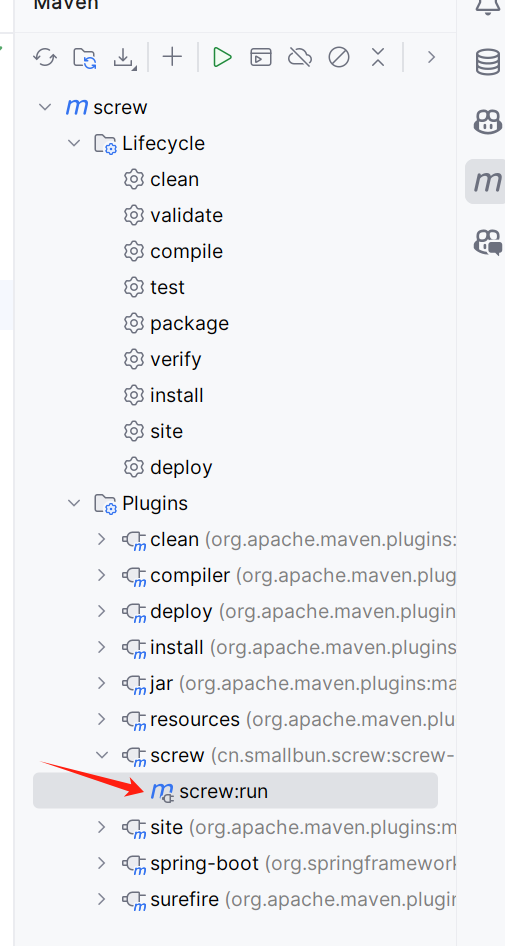 Maven
screw
Lifecycle
clean
validate
compile
test
package
verify
install
site
deploy
Plugins
clean (org.apache.maven.plugins:
compiler (org.apache.maven.plug
deploy (org.apache.maven.plugin
install (org.apache.maven.plugins
jar (org.apache.maven.plugins:ma
resources (org.apache.maven.plu
screw (cn.smallbun.screw:screw-
screw:run
site (org.apache.maven.plugins:m
spring-boot (org.springframework
surefire (org.apache.maven.plugin